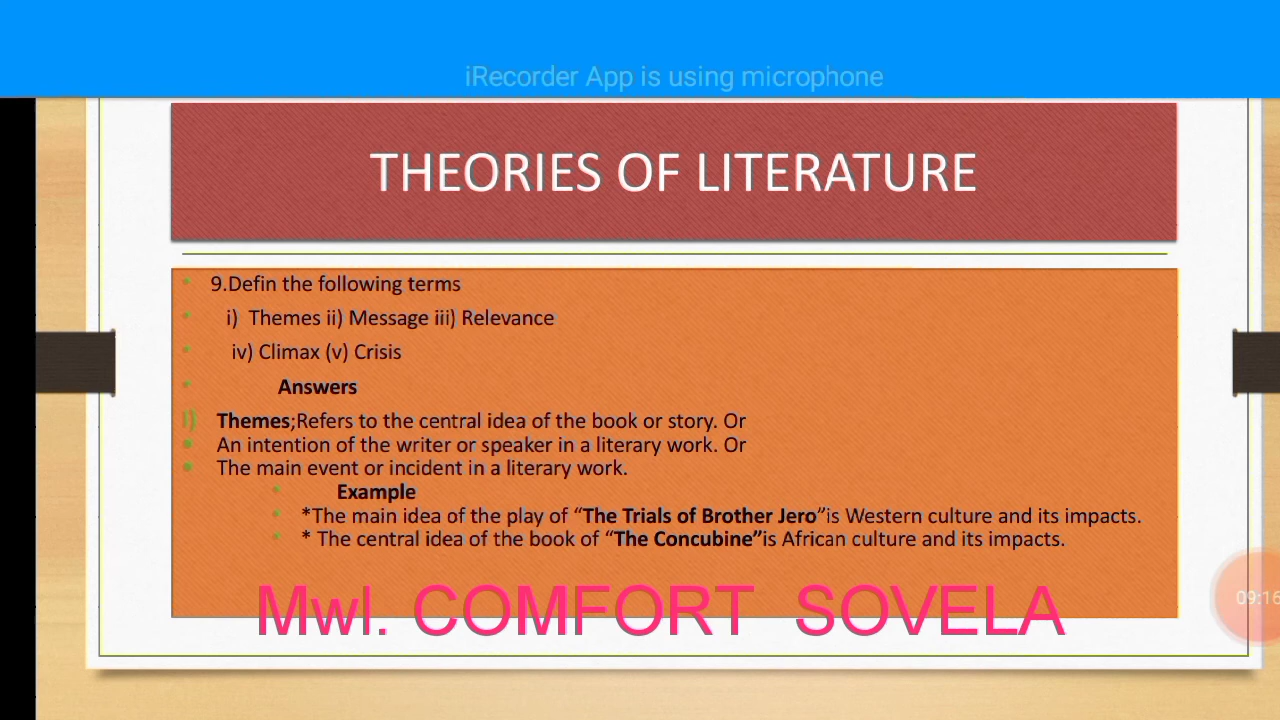 iRecorder App is using microphone
THEORIES OF LITERATURE
9.Defin the following terms
i) Themes ii) Message iii) Relevance
iv) Climax (v) Crisis
Answers
I) Themes;Refers to the central idea of the book or story. Or
An intention of the writer or speaker in a literary work. Or
The main event or incident in a literary work.
Example
*The main idea of the play of “The Trials of Brother Jero”is Western culture and its impacts.
* The central idea of the book of “The Concubine”is African culture and its impacts.
Mwl. COMFORT SOVELA
09:16